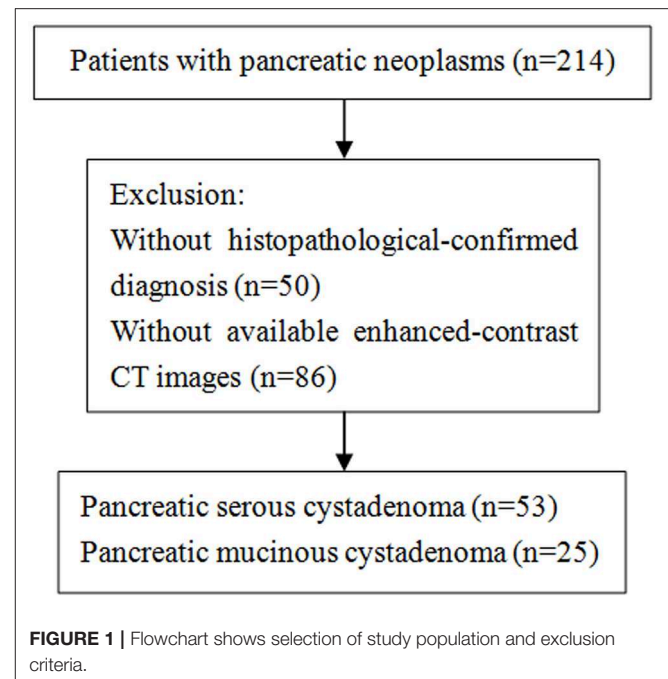 Patients with pancreatic neoplasms (n=214)
Exclusion:
Without histopathological-confirmed
diagnosis (n=50)
Without available enhanced-contrast
CT images (n=86)
Pancreatic serous cystadenoma (n=53)
Pancreatic mucinous cystadenoma (n=25)
FIGURE 1 | Flowchart shows selection of study population and exclusion
criteria.